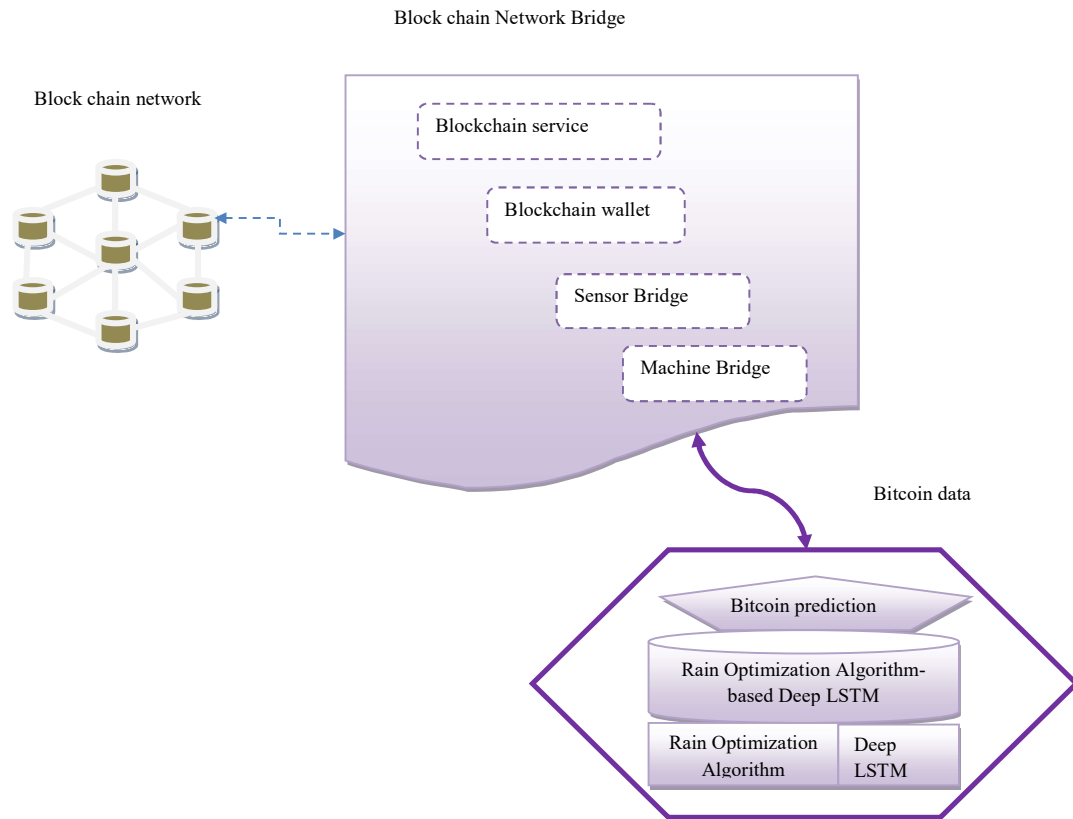 Block chain Network Bridge
Block chain network
Blockchain service
Blockchain wallet
Sensor Bridge
Machine Bridge
Bitcoin data
Bitcoin prediction
Rain Optimization Algorithm-
based Deep LSTM
Rain Optimization
Algorithm
Deep
LSTM